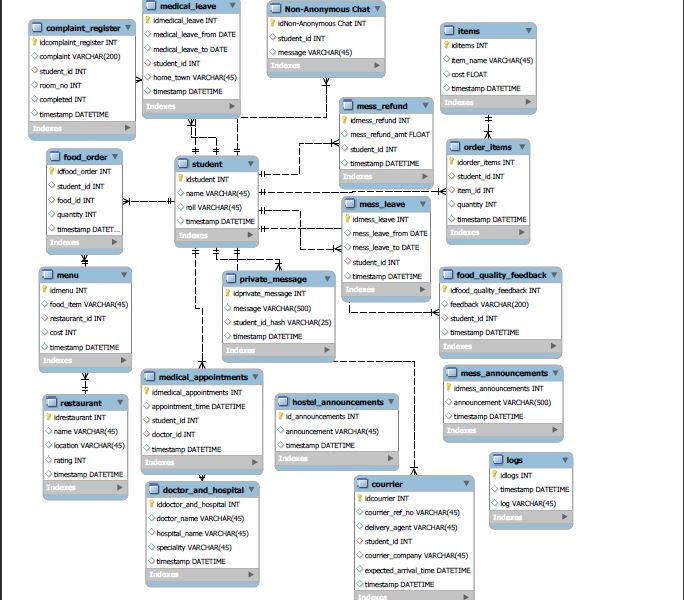 complaint_register
idcomplaint_register INT
complaint VARCHAR(200)
student_id INT
room_no INT
completed INT
timestamp DATETIME
Indexes
medical_leave
idmedical_leave INT
medical_leave_from DATE
medical_leave_to DATE
student_id INT
home_town VARCHAR(45)
timestamp DATETIME
Indexes
Non-Anonymous Chat
idNon-Anonymous Chat INT
student_id INT
message VARCHAR(45)
Indexes
items
iditems INT
item_name VARCHAR(45)
cost FLOAT
timestamp DATETIME
Indexes
mess_refund
idmess_refund INT
mess_refund_amt FLOAT
student_id INT
timestamp DATETIME
Indexes
order_items
idorder_items INT
student_id INT
item_id INT
quantity INT
timestamp DATETIME
Indexes
food_order
idfood_order INT
student_id INT
food_id INT
quantity INT
timestamp DATET...
Indexes
student
idstudent INT
name VARCHAR(45)
roll VARCHAR(45)
timestamp DATETIME
Indexes
mess_leave
idmess_leave INT
mess_leave_from DATE
mess_leave_to DATE
student_id INT
timestamp DATETIME
Indexes
menu
idmenu INT
food_item VARCHAR(45)
restaurant_id INT
cost INT
timestamp DATETIME
Indexes
private_message
idprivate_message INT
message VARCHAR(500)
student_id_hash VARCHAR(25)
timestamp DATETIME
Indexes
food_quality_feedback
idfood_quality_feedback INT
feedback VARCHAR(200)
student_id INT
timestamp DATETIME
Indexes
restaurant
idrestaurant INT
name VARCHAR(45)
location VARCHAR(45)
rating INT
timestamp DATETIME
Indexes
medical_appointments
idmedical_appointments INT
appointment_time DATETIME
student_id INT
doctor_id INT
timestamp DATETIME
Indexes
hostel_announcements
id_announcements INT
announcement VARCHAR(45)
timestamp DATETIME
Indexes
mess_announcements
idmess_announcements INT
announcement VARCHAR(500)
timestamp DATETIME
Indexes
doctor_and_hospital
iddoctor_and_hospital INT
doctor_name VARCHAR(45)
hospital_name VARCHAR(45)
speciality VARCHAR(45)
timestamp DATETIME
Indexes
courrier
idcourrier INT
courrier_ref_no VARCHAR(45)
delivery_agent VARCHAR(45)
student_id INT
courrier_company VARCHAR(45)
expected_arrival_time DATETIME
timestamp DATETIME
Indexes
logs
idlogs INT
timestamp DATETIME
log VARCHAR(45)
Indexes